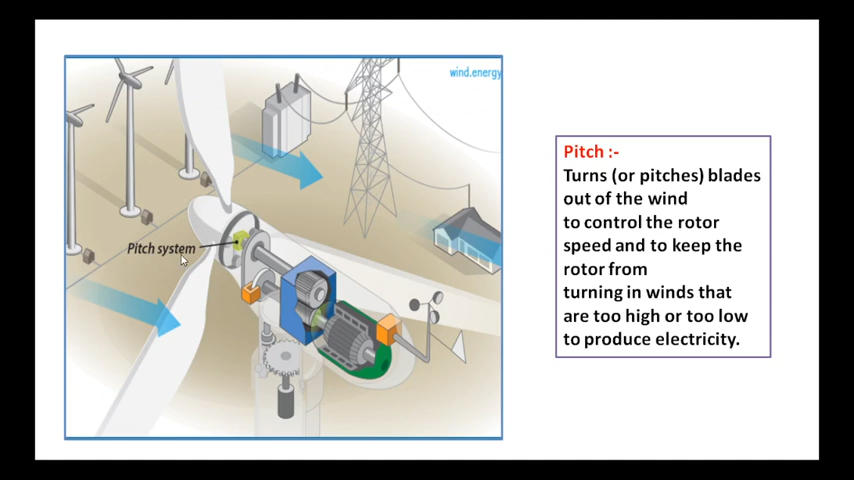 wind.energy
Pitch system
Pitch :-
Turns (or pitches) blades
out of the wind
to control the rotor
speed and to keep the
rotor from
turning in winds that
are too high or too low
to produce electricity.